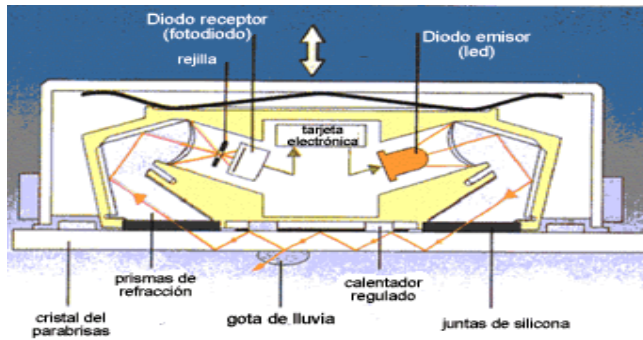 Diodo receptor
(fotodiodo)
rejilla
Diodo emisor
(led)
tarjeta
electrónica
prismas de
refracción
cristal del
parabrisas
gota de lluvia
calentador
regulado
juntas de silicona